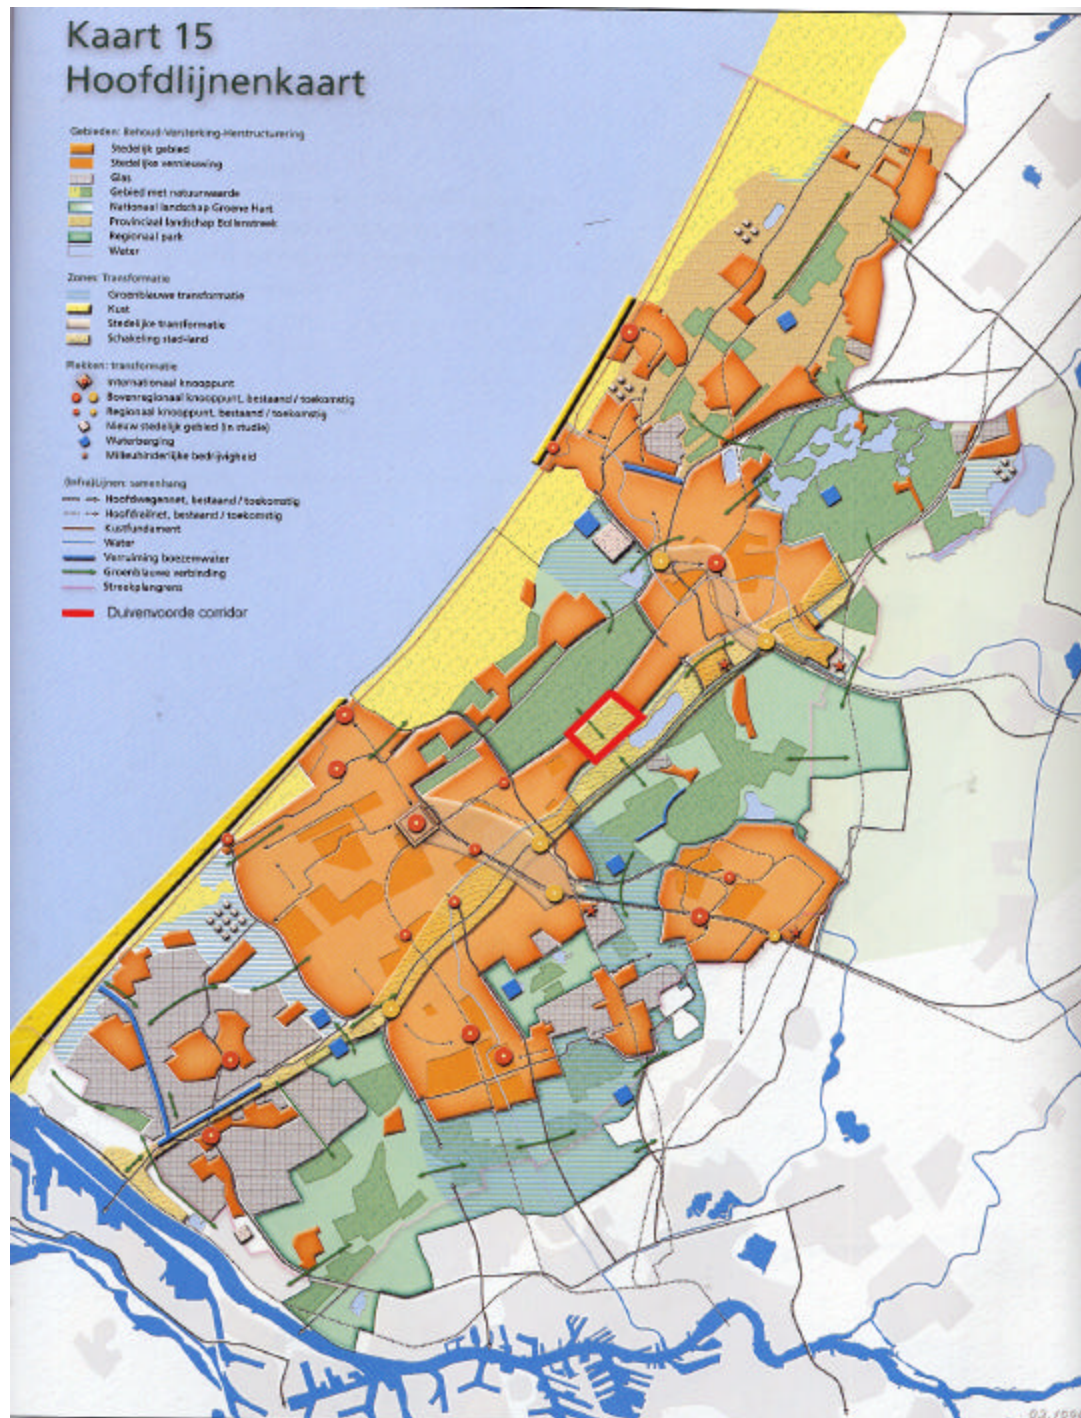 Kaart 15
Hoofdlijnenkaart
Gebieden: Behoud-Versterking-Herstructurering
Stedelijk gebied
Stedelijke vernieuwing
Glas
Gebied met natuurwaarde
Nationaal landschap Groene Hart
Provinciaal landschap Bollenstreek
Regionaal park
Water
Zones: Transformatie
Groenblauwe transformatie
Kust
Stedelijke transformatie
Schakeling stad-land
Plekken: transformatie
Internationaal knooppunt
Bovenregionaal knooppunt, bestaand / toekomstig
Regionaal knooppunt, bestaand / toekomstig
Nieuw stedelijk gebied (in studie)
Waterberging
Milieuhinderlijke bedrijvigheid
(Infra)Lijnen: samenhang
Hoofdwegennet, bestaand / toekomstig
Hoofdrailnet, bestaand / toekomstig
Kustfundament
Water
Verruiming boezemwater
Groenblauwe verbinding
Streekplangrens
Duivenvoorde corridor